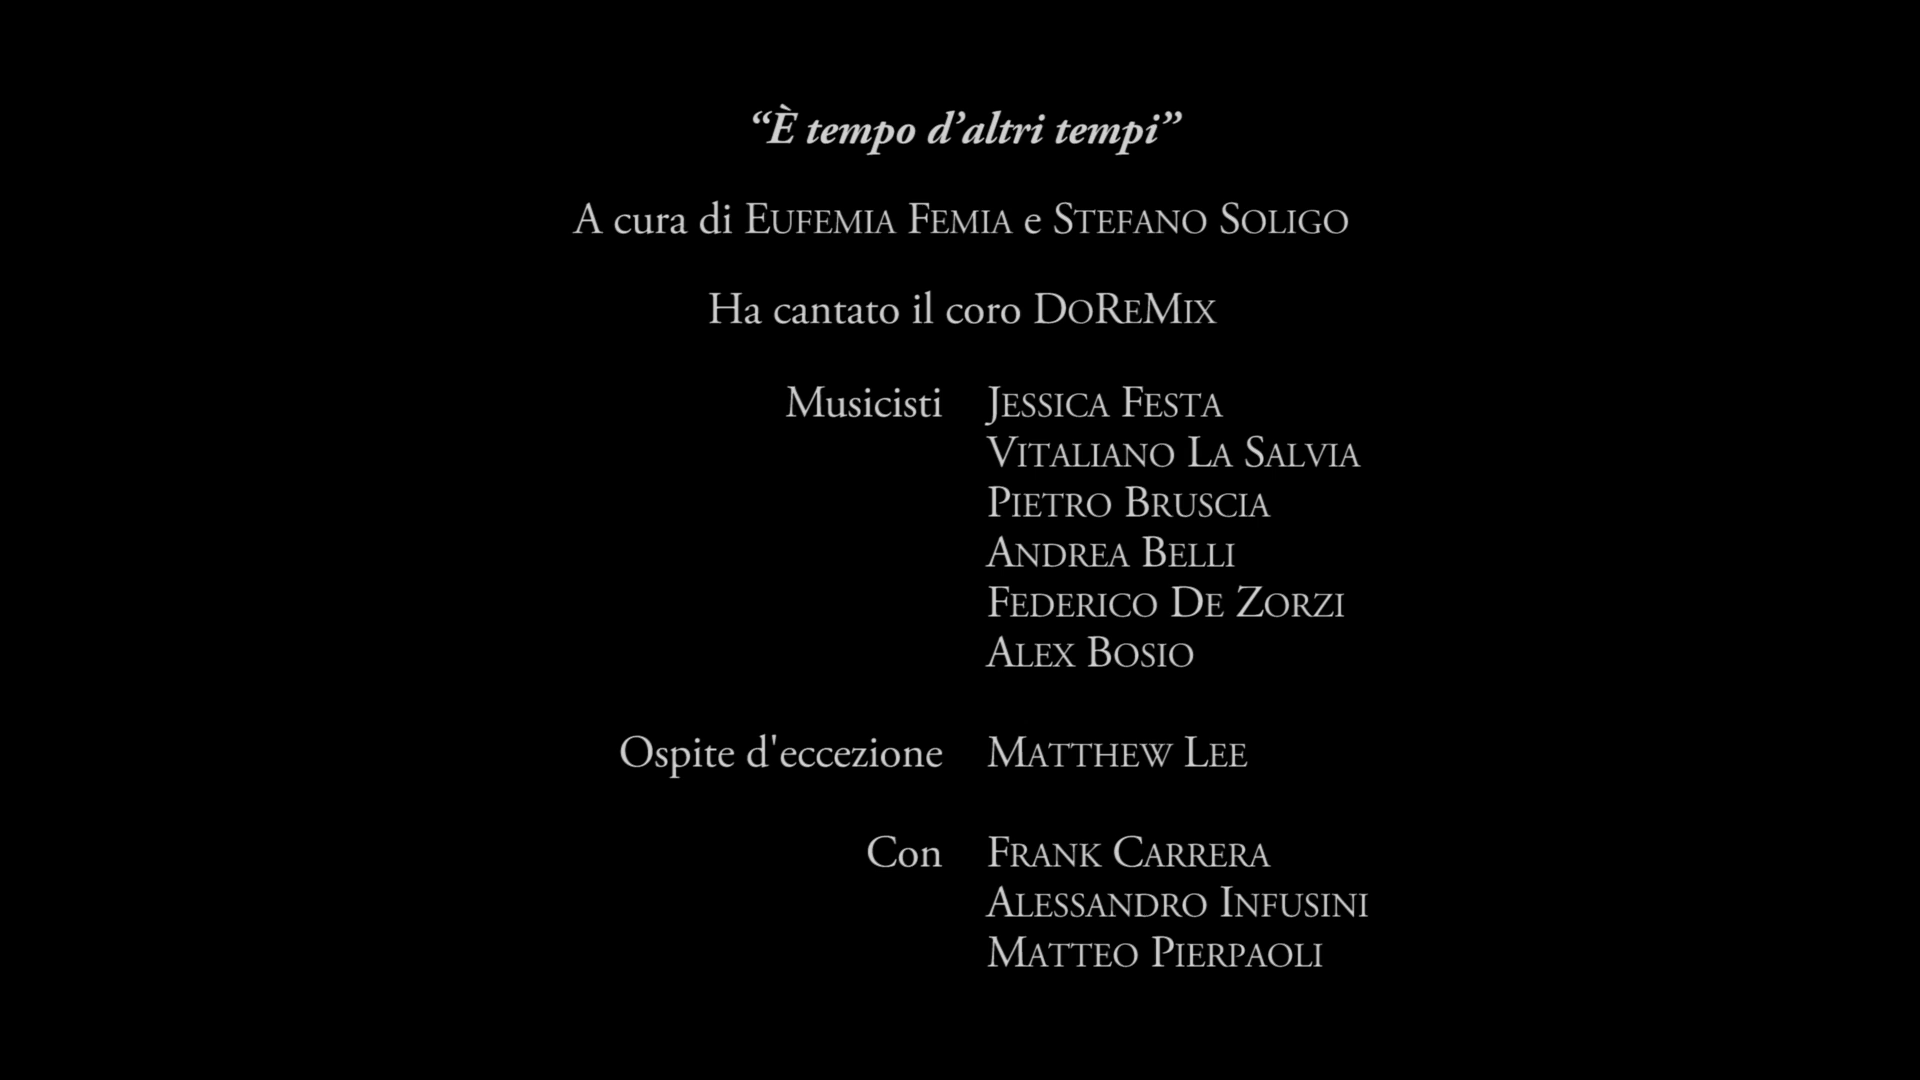 “È tempo d’altri tempi”
A cura di EUFEMIA FEMIA e STEFANO SOLIGO
Ha cantato il coro DOREMIX
Musicisti JESSICA FESTA
VITALIANO LA SALVIA
PIETRO BRUSCIA
ANDREA BELLI
FEDERICO DE ZORZI
ALEX BOSIO
Ospite d'eccezione MATTHEW LEE
Con FRANK CARRERA
ALESSANDRO INFUSINI
MATTEO PIERPAOLI